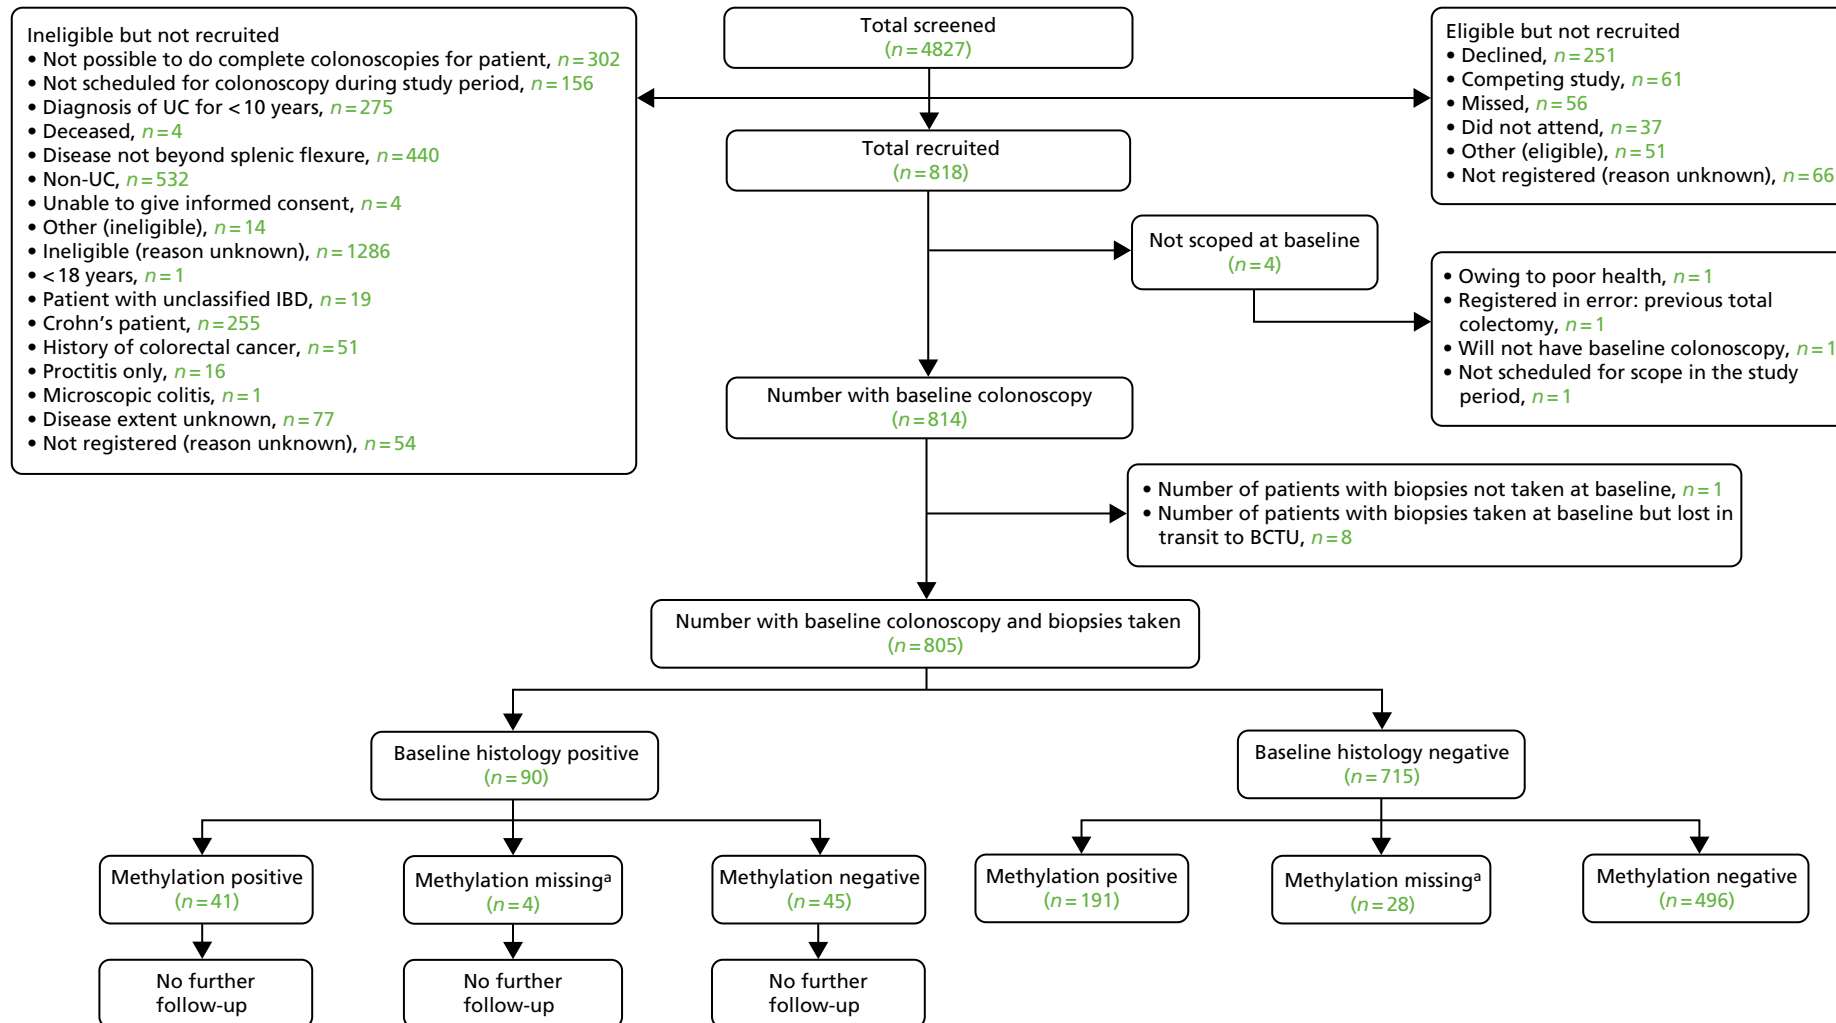 Ineligible but not recruited
• Not possible to do complete colonoscopies for patient, n=302
• Not scheduled for colonoscopy during study period, n=156
• Diagnosis of UC for <10 years, n=275
• Deceased, n=4
• Disease not beyond splenic flexure, n=440
• Non-UC, n=532
• Unable to give informed consent, n=4
• Other (ineligible), n=14
• Ineligible (reason unknown), n=1286
• <18 years, n=1
• Patient with unclassified IBD, n=19
• Crohn's patient, n=255
• History of colorectal cancer, n=51
• Proctitis only, n=16
• Microscopic colitis, n=1
• Disease extent unknown, n=77
• Not registered (reason unknown), n=54
Total screened
(n=4827)
Eligible but not recruited
• Declined, n=251
• Competing study, n=61
• Missed, n=56
• Did not attend, n=37
• Other (eligible), n=51
• Not registered (reason unknown), n=66
Total recruited
(n=818)
Not scoped at baseline
(n=4)
• Owing to poor health, n=1
• Registered in error: previous total
colectomy, n=1
• Will not have baseline colonoscopy, n=1
• Not scheduled for scope in the study
period, n=1
Number with baseline colonoscopy
(n=814)
• Number of patients with biopsies not taken at baseline, n=1
• Number of patients with biopsies taken at baseline but lost in
transit to BCTU, n=8
Number with baseline colonoscopy and biopsies taken
(n=805)
Baseline histology positive
(n=90)
Baseline histology negative
(n=715)
Methylation positive
(n=41)
Methylation missingª
(n=4)
Methylation negative
(n=45)
Methylation positive
(n=191)
Methylation missingª
(n=28)
Methylation negative
(n=496)
No further
follow-up
No further
follow-up
No further
follow-up